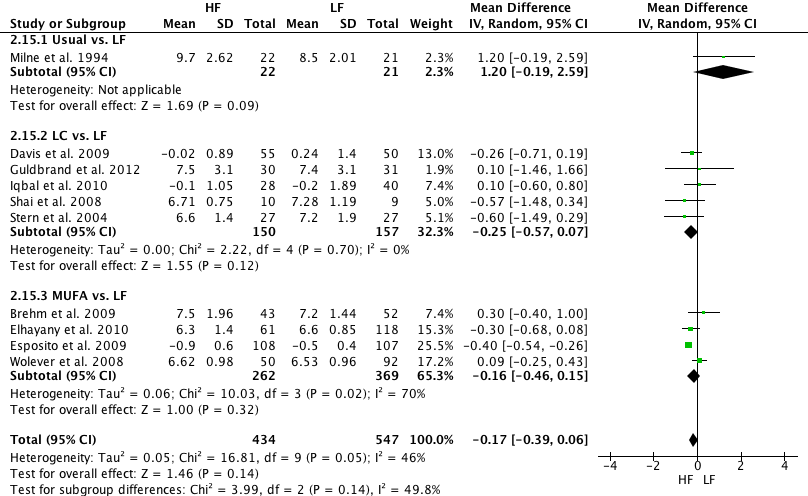 HF LF Mean Difference Mean Difference
Study or Subgroup Mean SD Total Mean SD Total Weight IV, Random, 95% CI IV, Random, 95% CI
2.15.1 Usual vs. LF
Milne et al. 1994 9.7 2.62 22 8.5 2.01 21 2.3% 1.20 [−0.19, 2.59]
Subtotal (95% CI) 22 21 2.3% 1.20 [−0.19, 2.59]
Heterogeneity: Not applicable
Test for overall effect: Z = 1.69 (P = 0.09)
2.15.2 LC vs. LF
Davis et al. 2009 −0.02 0.89 55 0.24 1.4 50 13.0% −0.26 [−0.71, 0.19]
Guldbrand et al. 2012 7.5 3.1 30 7.4 3.1 31 1.9% 0.10 [−1.46, 1.66]
Iqbal et al. 2010 −0.1 1.05 28 −0.2 1.89 40 7.4% 0.10 [−0.60, 0.80]
Shai et al. 2008 6.71 0.75 10 7.28 1.19 9 5.0% −0.57 [−1.48, 0.34]
Stern et al. 2004 6.6 1.4 27 7.2 1.9 27 5.1% −0.60 [−1.49, 0.29]
Subtotal (95% CI) 150 157 32.3% −0.25 [−0.57, 0.07]
Heterogeneity: Tau² = 0.00; Chi² = 2.22, df = 4 (P = 0.70); I² = 0%
Test for overall effect: Z = 1.55 (P = 0.12)
2.15.3 MUFA vs. LF
Brehm et al. 2009 7.5 1.96 43 7.2 1.44 52 7.4% 0.30 [−0.40, 1.00]
Elhayany et al. 2010 6.3 1.4 61 6.6 0.85 118 15.3% −0.30 [−0.68, 0.08]
Esposito et al. 2009 −0.9 0.6 108 −0.5 0.4 107 25.5% −0.40 [−0.54, −0.26]
Wolever et al. 2008 6.62 0.98 50 6.53 0.96 92 17.2% 0.09 [−0.25, 0.43]
Subtotal (95% CI) 262 369 65.3% −0.16 [−0.46, 0.15]
Heterogeneity: Tau² = 0.06; Chi² = 10.03, df = 3 (P = 0.02); I² = 70%
Test for overall effect: Z = 1.00 (P = 0.32)
Total (95% CI) 434 547 100.0% −0.17 [−0.39, 0.06]
Heterogeneity: Tau² = 0.05; Chi² = 16.81, df = 9 (P = 0.05); I² = 46%
Test for overall effect: Z = 1.46 (P = 0.14)
Test for subgroup differences: Chi² = 3.99, df = 2 (P = 0.14), I² = 49.8%
−4 −2 0 2 4
HF LF